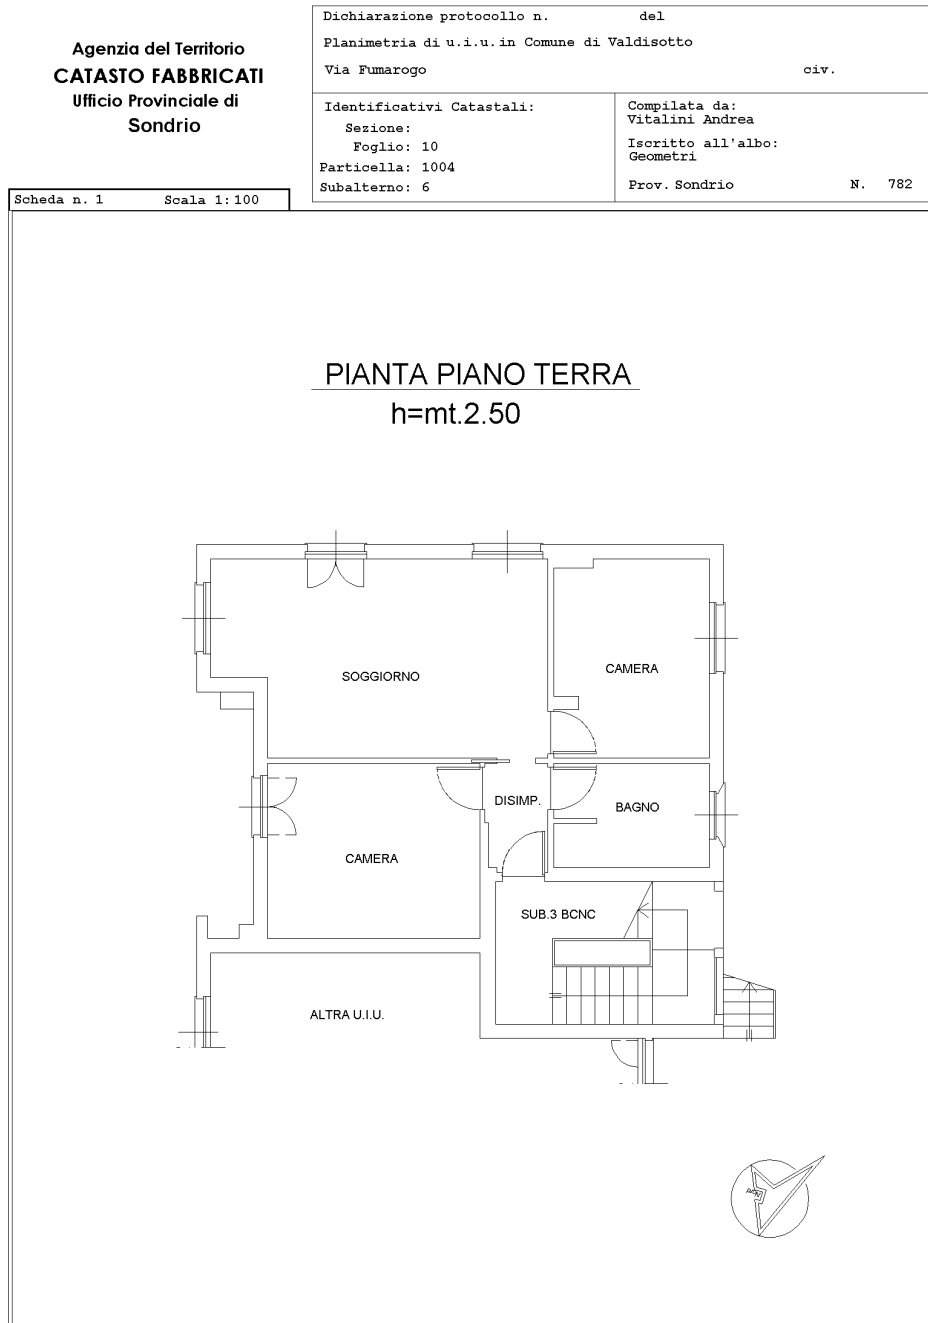 Agenzia del Territorio
CATASTO FABBRICATI
Ufficio Provinciale di
Sondrio
Dichiarazione protocollo n. del
Planimetria di u.i.u. in Comune di Valdisotto
Via Fumarogo civ.
Identificativi Catastali:
Sezione:
Foglio: 10
Particella: 1004
Subalterno: 6
Compilata da:
Vitalini Andrea
Iscritto all'albo:
Geometri
Prov. Sondrio N. 782
Scheda n. 1 Scala 1:100
PIANTA PIANO TERRA
h=mt.2.50
SOGGIORNO
CAMERA
DISIMP.
BAGNO
CAMERA
SUB.3 BCNC
ALTRA U.I.U.